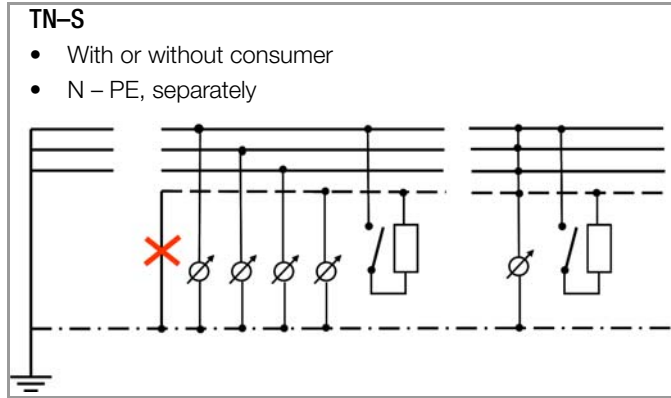 TN–S
• With or without consumer
• N – PE, separately